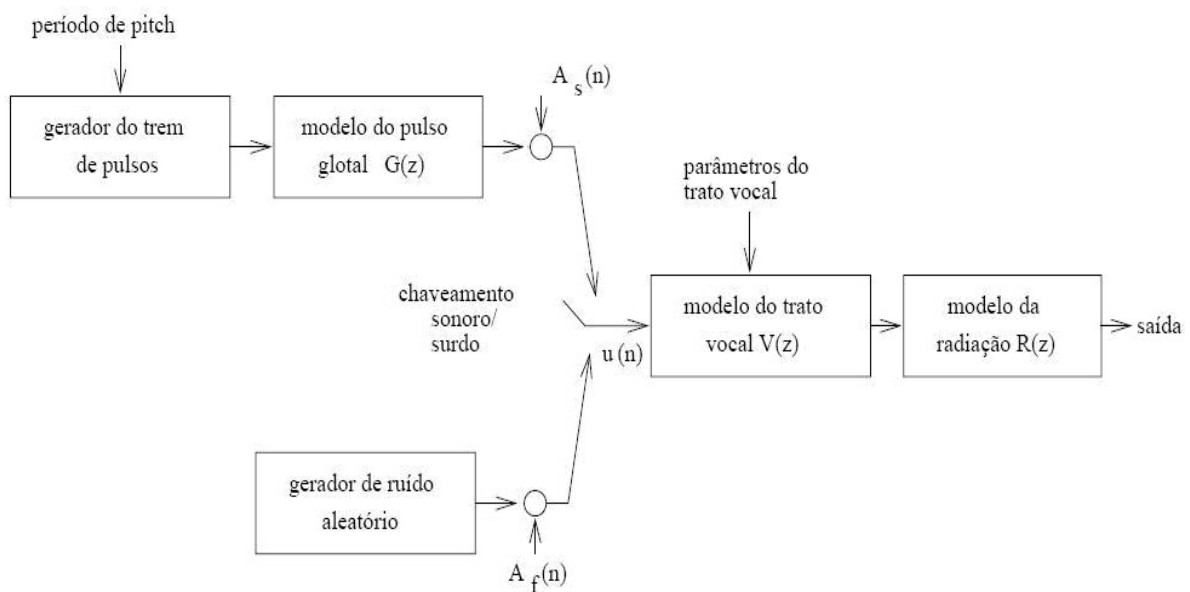 período de pitch
gerador do trem
de pulsos
modelo do pulso
glotal G(z)
A s (n)
parâmetros do
trato vocal
chaveamento
sonoro/
surdo
u (n)
modelo do trato
vocal V(z)
modelo da
radiação R(z)
saída
gerador de ruído
aleatório
A f (n)